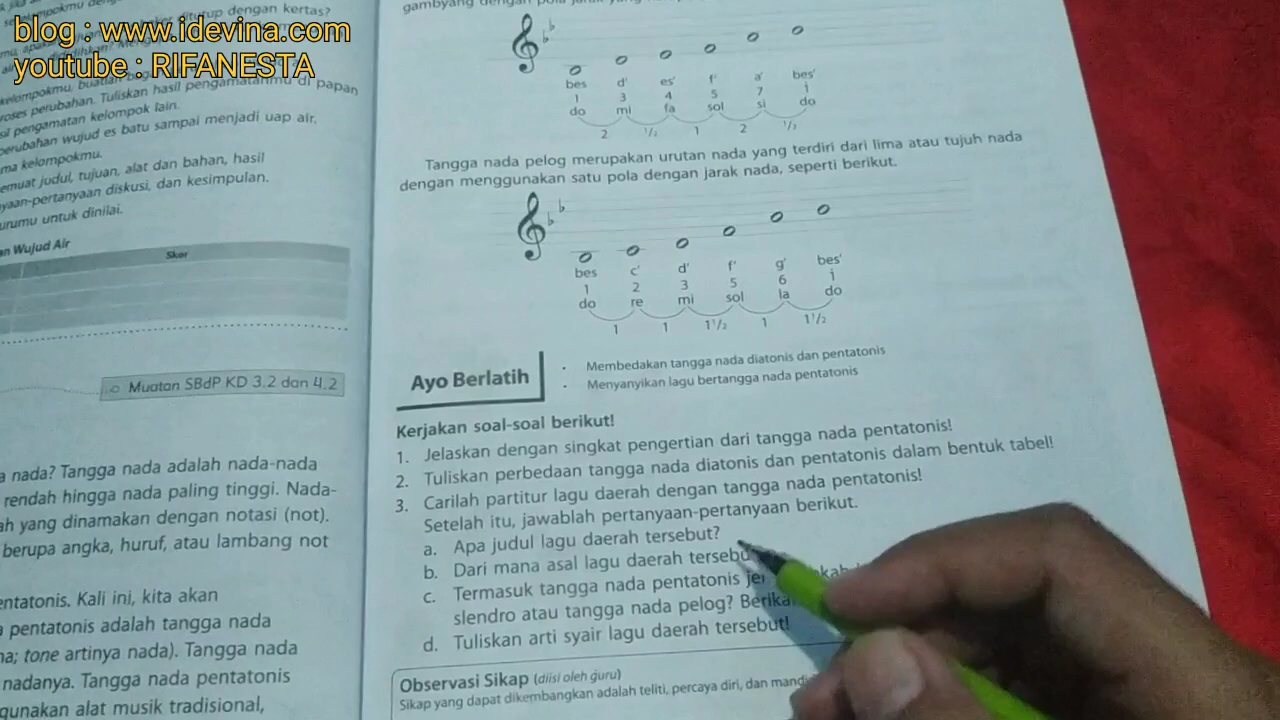 blog : www.idevina.com
youtube : RIFANESTA
ditutup dengan kertas?
kelompokmu, buatlah
proses perubahan. Tuliskan hasil pengamatanmu di papan
sil pengamatan kelompok lain.
perubahan wujud es batu sampai menjadi uap air,
ma kelompokmu.
emuat judul, tujuan, alat dan bahan, hasil
yaan-pertanyaan diskusi, dan kesimpulan.
urumu untuk dinilai.
an Wujud Air
Skor
Muatan SBdP KD 3.2 dan 4.2
a nada? Tangga nada adalah nada-nada
rendah hingga nada paling tinggi. Nada-
ah yang dinamakan dengan notasi (not).
berupa angka, huruf, atau lambang not
entatonis. Kali ini, kita akan
a pentatonis adalah tangga nada
na; tone artinya nada). Tangga nada
nadanya. Tangga nada pentatonis
gunakan alat musik tradisional,
gambyang dengan pola jarak
bes d' es' f' a' bes'
1 3 4 5 7 i
do mi fa sol si do
2 ½ 1 2 ½
Tangga nada pelog merupakan urutan nada yang terdiri dari lima atau tujuh nada
dengan menggunakan satu pola dengan jarak nada, seperti berikut.
bes c' d' f' g' bes'
1 2 3 5 6 i
do re mi sol la do
1 1 1½ 1 1½
Ayo Berlatih
• Membedakan tangga nada diatonis dan pentatonis
• Menyanyikan lagu bertangga nada pentatonis
Kerjakan soal-soal berikut!
1. Jelaskan dengan singkat pengertian dari tangga nada pentatonis!
2. Tuliskan perbedaan tangga nada diatonis dan pentatonis dalam bentuk tabel!
3. Carilah partitur lagu daerah dengan tangga nada pentatonis!
Setelah itu, jawablah pertanyaan-pertanyaan berikut.
a. Apa judul lagu daerah tersebut?
b. Dari mana asal lagu daerah tersebu
c. Termasuk tangga nada pentatonis
slendro atau tangga nada pelog?
d. Tuliskan arti syair lagu daerah tersebut!
Observasi Sikap (diisi oleh guru)
Sikap yang dapat dikembangkan adalah teliti, percaya diri, dan mandi